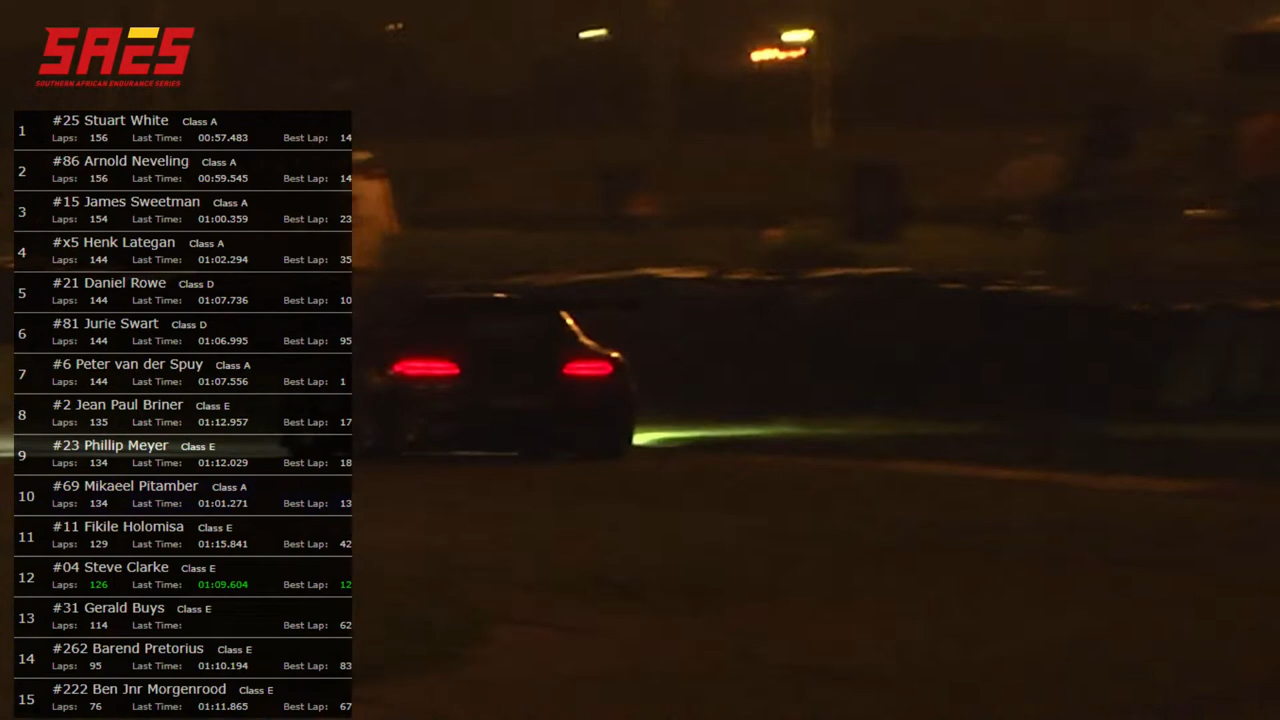 SAES
SOUTHERN AFRICAN ENDURANCE SERIES
1 #25 Stuart White Class A
Laps: 156 Last Time: 00:57.483 Best Lap: 14
2 #86 Arnold Neveling Class A
Laps: 156 Last Time: 00:59.545 Best Lap: 14
3 #15 James Sweetman Class A
Laps: 154 Last Time: 01:00.359 Best Lap: 23
4 #x5 Henk Lategan Class A
Laps: 144 Last Time: 01:02.294 Best Lap: 35
5 #21 Daniel Rowe Class D
Laps: 144 Last Time: 01:07.736 Best Lap: 10
6 #81 Jurie Swart Class D
Laps: 144 Last Time: 01:06.995 Best Lap: 95
7 #6 Peter van der Spuy Class A
Laps: 144 Last Time: 01:07.556 Best Lap: 1
8 #2 Jean Paul Briner Class E
Laps: 135 Last Time: 01:12.957 Best Lap: 17
9 #23 Phillip Meyer Class E
Laps: 134 Last Time: 01:12.029 Best Lap: 18
10 #69 Mikaeel Pitamber Class A
Laps: 134 Last Time: 01:01.271 Best Lap: 13
11 #11 Fikile Holomisa Class E
Laps: 129 Last Time: 01:15.841 Best Lap: 42
12 #04 Steve Clarke Class E
Laps: 126 Last Time: 01:09.604 Best Lap: 12
13 #31 Gerald Buys Class E
Laps: 114 Last Time: Best Lap: 62
14 #262 Barend Pretorius Class E
Laps: 95 Last Time: 01:10.194 Best Lap: 83
15 #222 Ben Jnr Morgenrood Class E
Laps: 76 Last Time: 01:11.865 Best Lap: 67